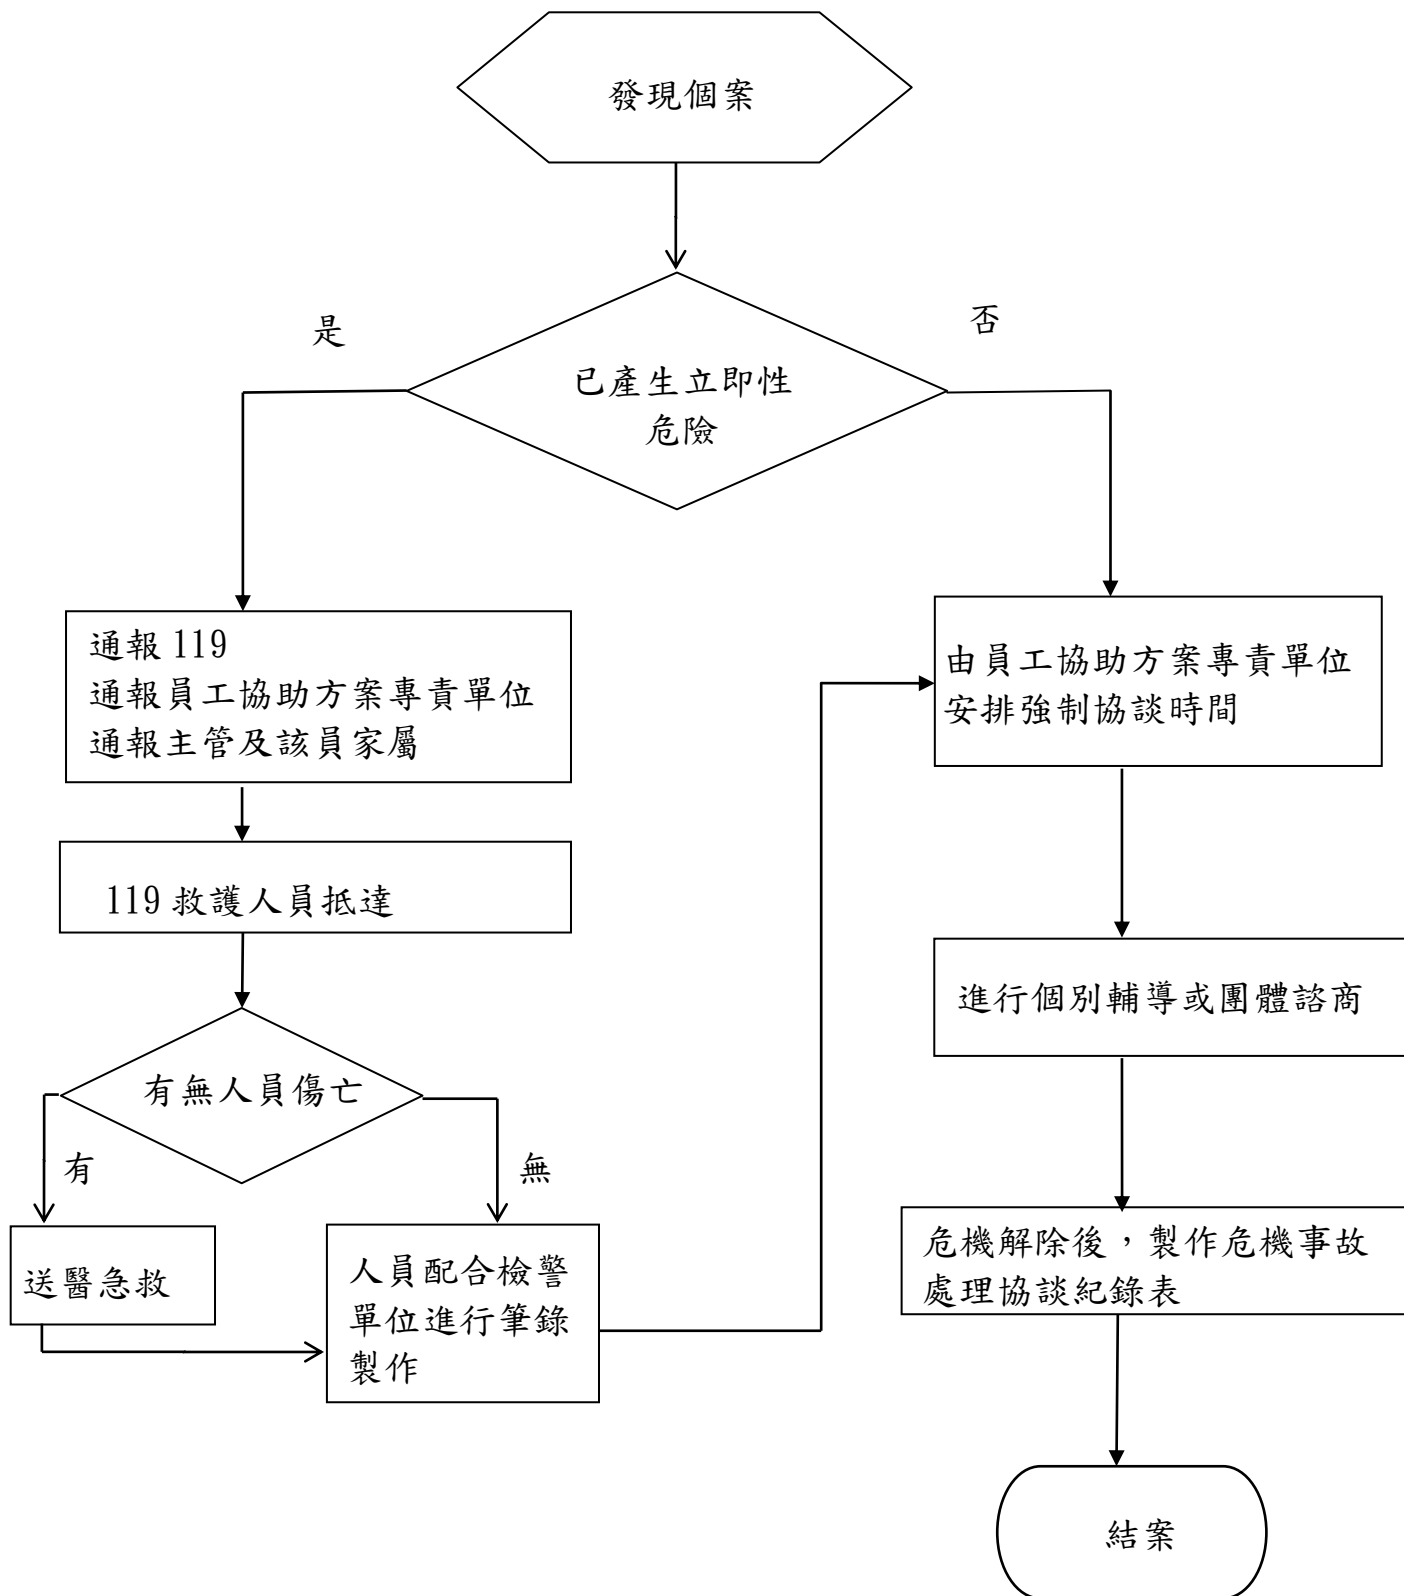 發現個案
是
否
已產生立即性
危險
通報 119
通報員工協助方案專責單位
通報主管及該員家屬
由員工協助方案專責單位
安排強制協談時間
119 救護人員抵達
進行個別輔導或團體諮商
有無人員傷亡
有
無
送醫急救
人員配合檢警
單位進行筆錄
製作
危機解除後，製作危機事故
處理協談紀錄表
結案